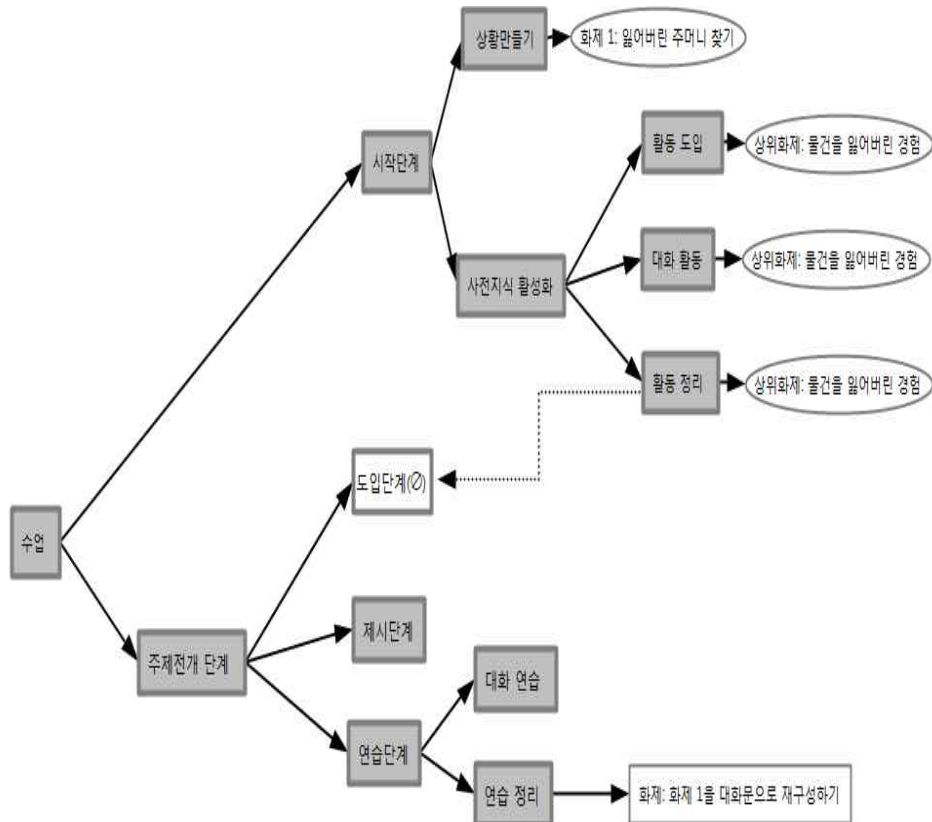 상황만들기
화제 1: 잃어버린 주머니 찾기
활동 도입
상위화제: 물건을 잃어버린 경험
시작단계
대화 활동
상위화제: 물건을 잃어버린 경험
사전지식 활성화
활동 정리
상위화제: 물건을 잃어버린 경험
도입단계(∅)
수업
제시단계
주제전개 단계
대화 연습
연습단계
연습 정리
화제: 화제 1을 대화문으로 재구성하기